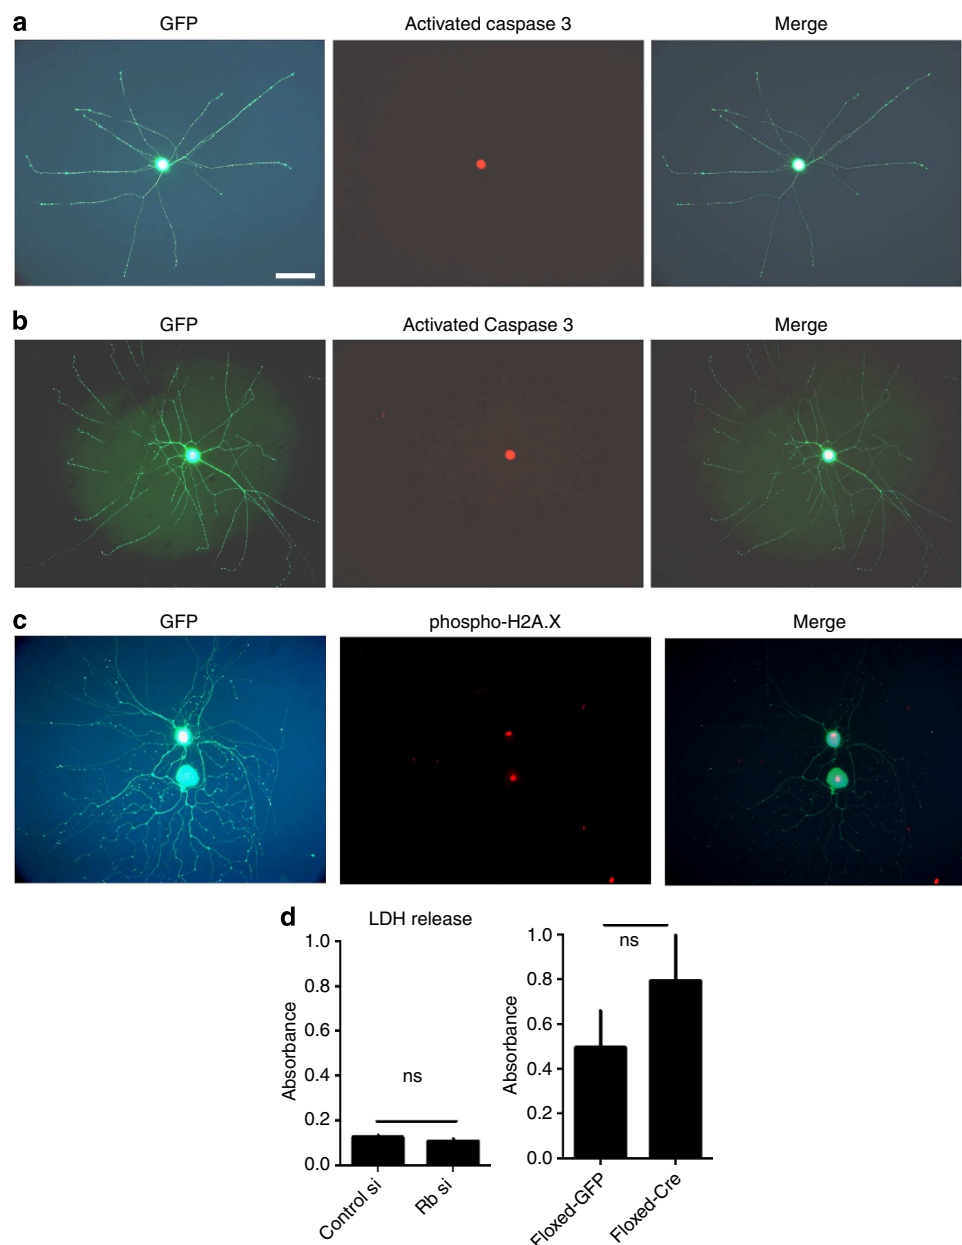 a
GFP
Activated caspase 3
Merge
b
GFP
Activated Caspase 3
Merge
c
GFP
phospho-H2A.X
Merge
d
LDH release
Absorbance
1.0
0.8
0.6
0.4
0.2
0.0
ns
Control si
Rb si
Absorbance
1.0
0.8
0.6
0.4
0.2
0.0
ns
Floxed-GFP
Floxed-Cre